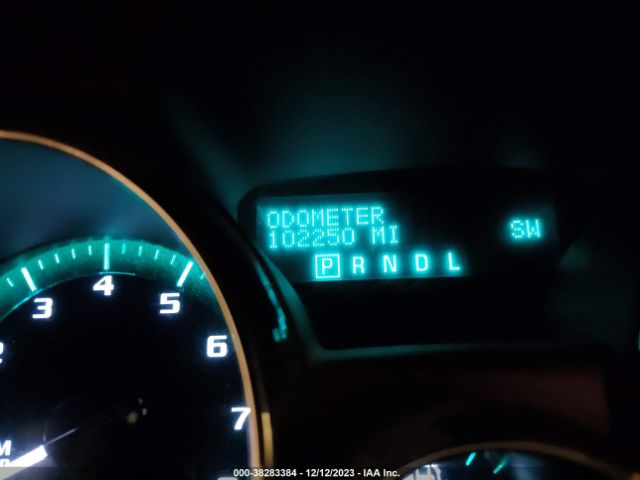 ODOMETER
102250 MI
SW
P R N D L
3
4
5
6
7
000-38283384 - 12/12/2023 - IAA Inc.